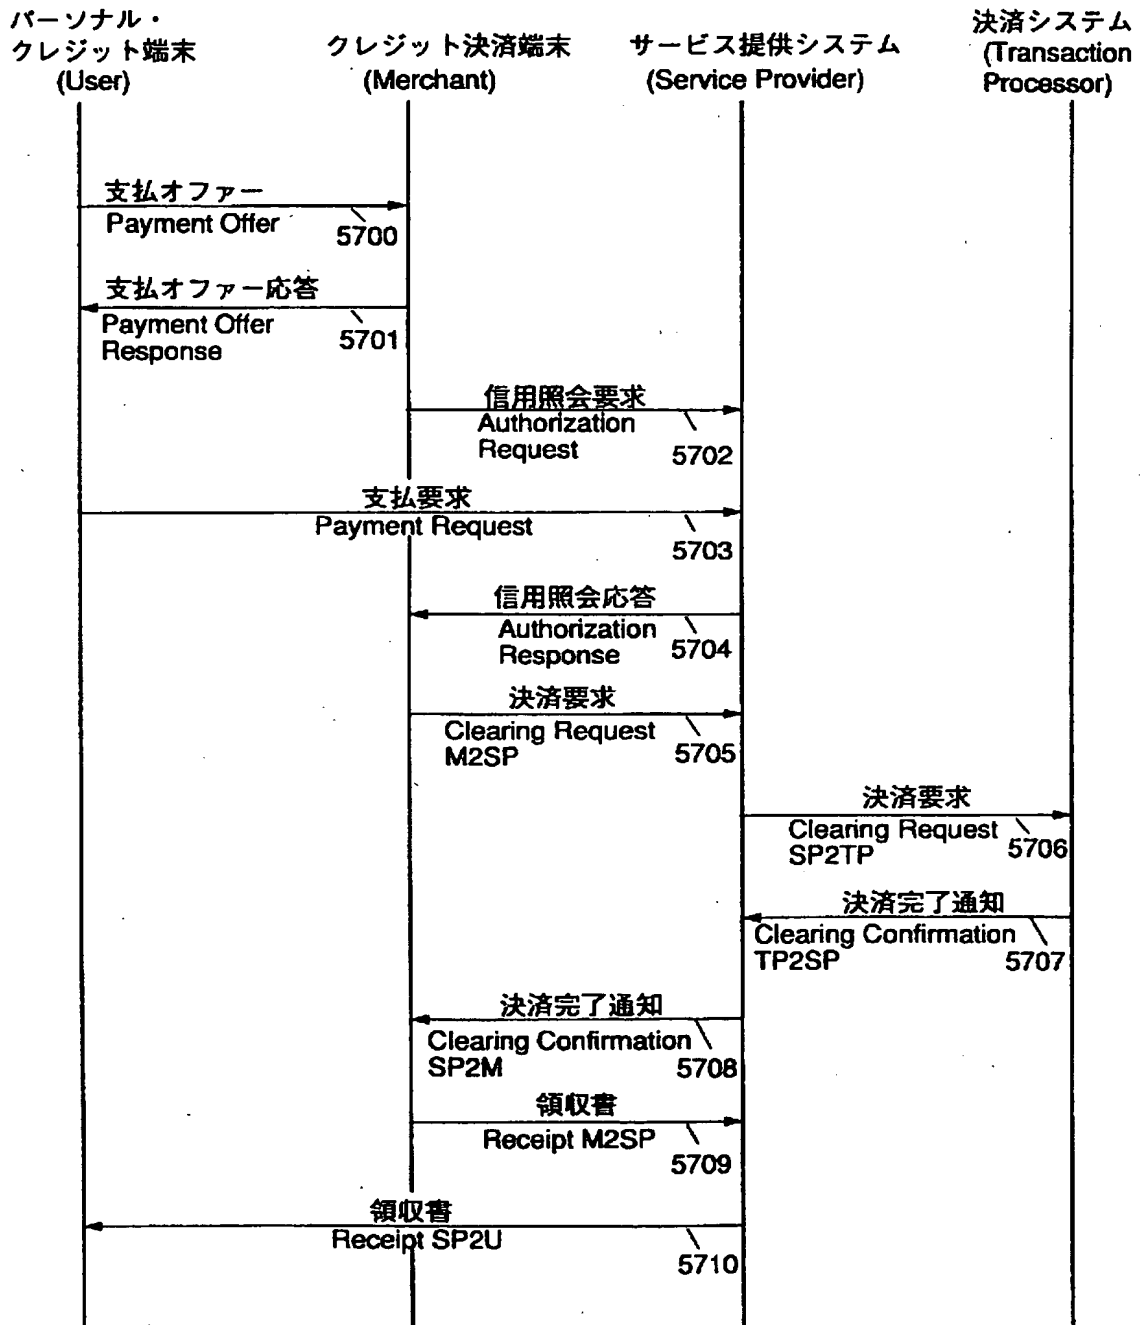 パーソナル・
クレジット端末
(User)
クレジット決済端末
(Merchant)
サービス提供システム
(Service Provider)
決済システム
(Transaction
Processor)
支払オファー
Payment Offer
5700
支払オファー応答
Payment Offer
Response
5701
信用照会要求
Authorization
Request
5702
支払要求
Payment Request
5703
信用照会応答
Authorization
Response
5704
決済要求
Clearing Request
M2SP
5705
決済要求
Clearing Request
SP2TP
5706
決済完了通知
Clearing Confirmation
TP2SP
5707
決済完了通知
Clearing Confirmation
SP2M
5708
領収書
Receipt M2SP
5709
領収書
Receipt SP2U
5710